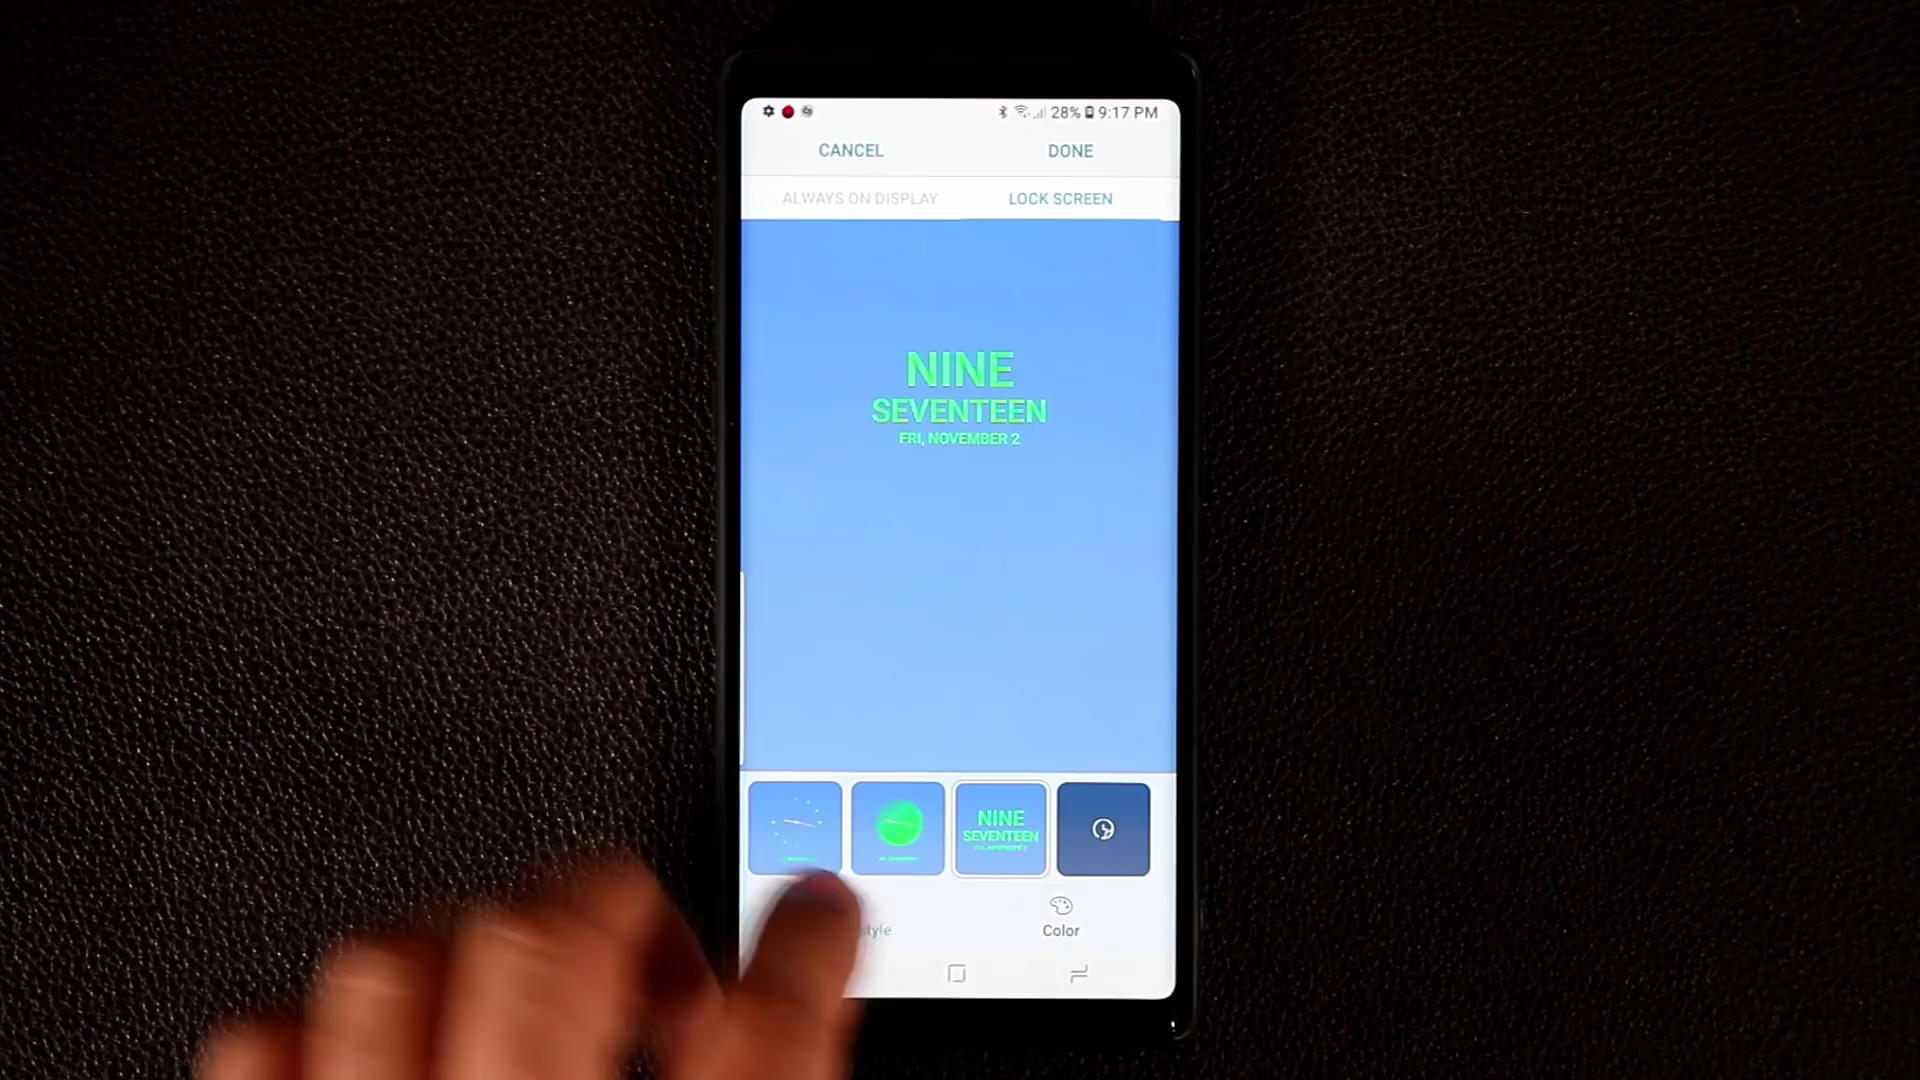 28% 9:17 PM
CANCEL DONE
ALWAYS ON DISPLAY LOCK SCREEN
NINE
SEVENTEEN
FRI, NOVEMBER 2
NINE
SEVENTEEN
Color